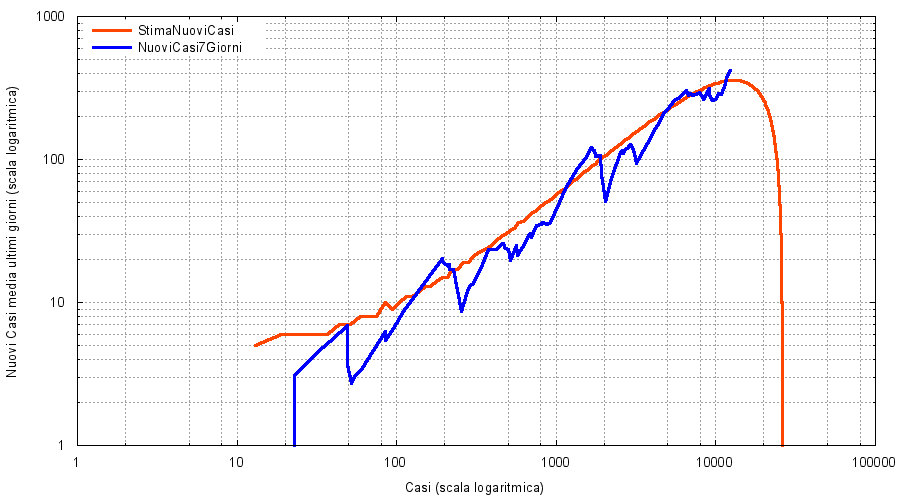 1000
StimaNuoviCasi
NuoviCasi7Giorni
100
10
1
Nuovi Casi media ultimi giorni (scala logaritmica)
1 10 100 1000 10000 100000
Casi (scala logaritmica)